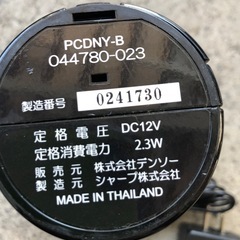 PCDNY-B
044780-023
製造番号 0241730
定格電圧 DC12V
定格消費電力 2.3W
販売元 株式会社デンソー
製造元 シャープ株式会社
MADE IN THAILAND